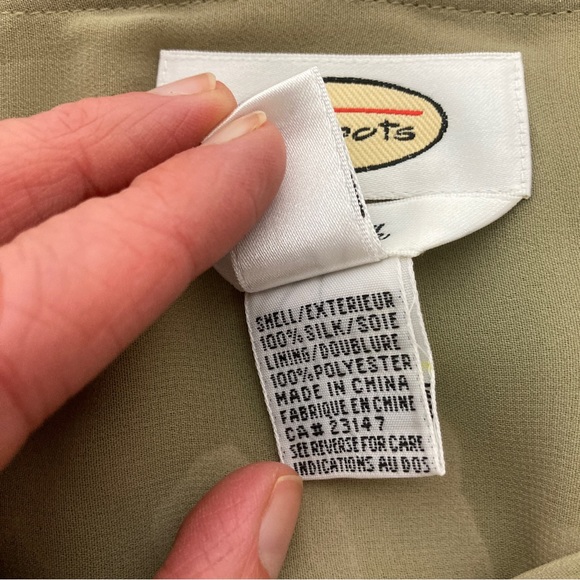 SHELL/EXTERIEUR
100% SILK/SOIE
LINING/DOUBLURE
100% POLYESTER
MADE IN CHINA
FABRIQUE EN CHINE
CA# 23147
SEE REVERSE FOR CARE
INDICATIONS AU DOS